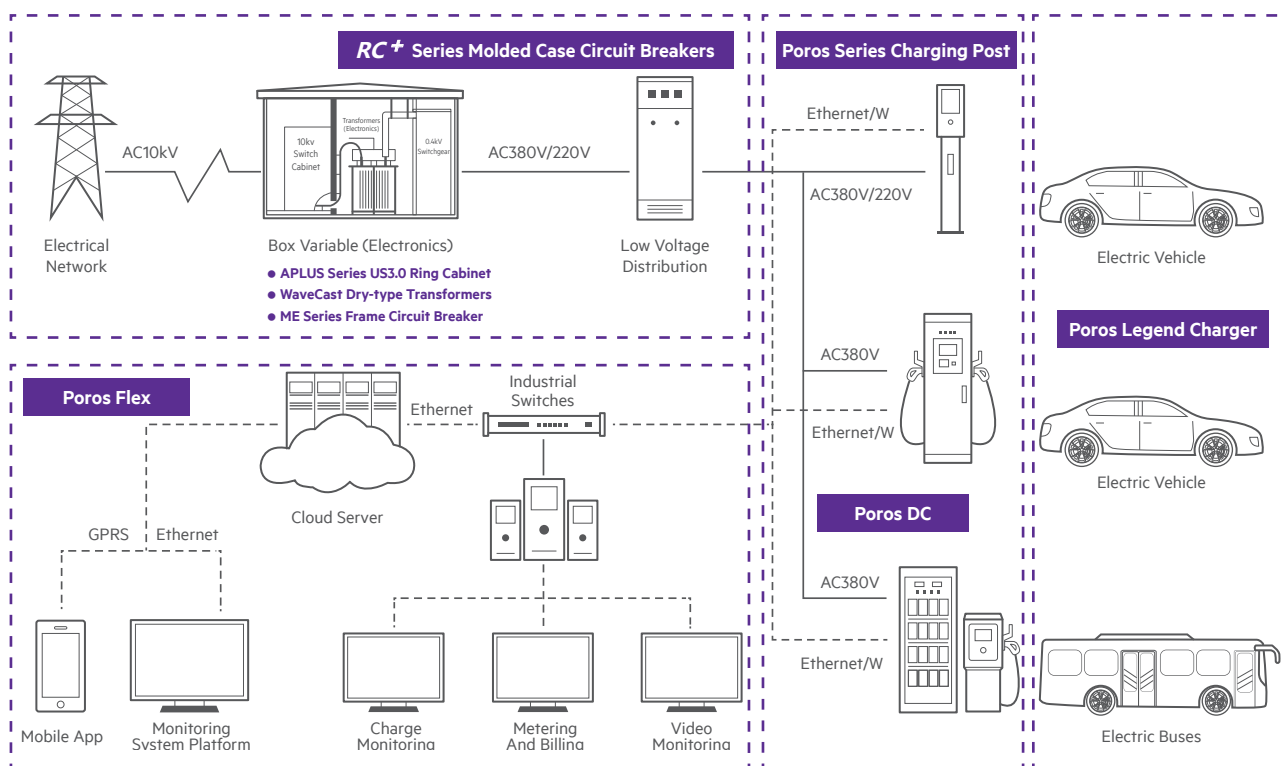 RC+ Series Molded Case Circuit Breakers
AC10kV
10kv
Switch
Cabinet
Transformers
(Electronics)
0.4kV
Switchgear
AC380V/220V
Electrical
Network
Box Variable (Electronics)
Low Voltage
Distribution
● APLUS Series US3.0 Ring Cabinet
● WaveCast Dry-type Transformers
● ME Series Frame Circuit Breaker
Poros Series Charging Post
Ethernet/W
AC380V/220V
AC380V
Ethernet/W
Poros DC
AC380V
Ethernet/W
Electric Vehicle
Poros Legend Charger
Electric Vehicle
Electric Buses
Poros Flex
Ethernet
Industrial
Switches
Cloud Server
GPRS
Ethernet
Mobile App
Monitoring
System Platform
Charge
Monitoring
Metering
And Billing
Video
Monitoring